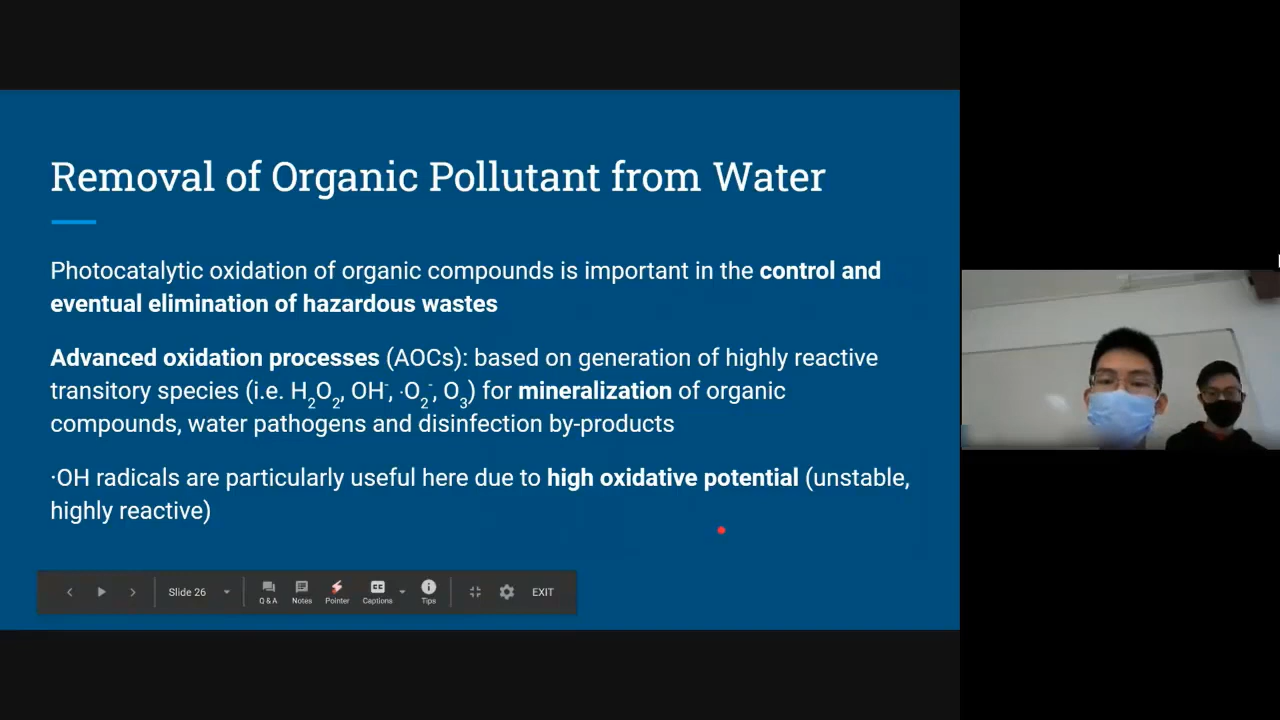 Removal of Organic Pollutant from Water
Photocatalytic oxidation of organic compounds is important in the control and
eventual elimination of hazardous wastes
Advanced oxidation processes (AOCs): based on generation of highly reactive
transitory species (i.e. H₂O₂, OH⁻, ·O₂⁻, O₃) for mineralization of organic
compounds, water pathogens and disinfection by-products
·OH radicals are particularly useful here due to high oxidative potential (unstable,
highly reactive)
Slide 26
Q & A
Notes
Pointer
CC
Captions
Tips
EXIT